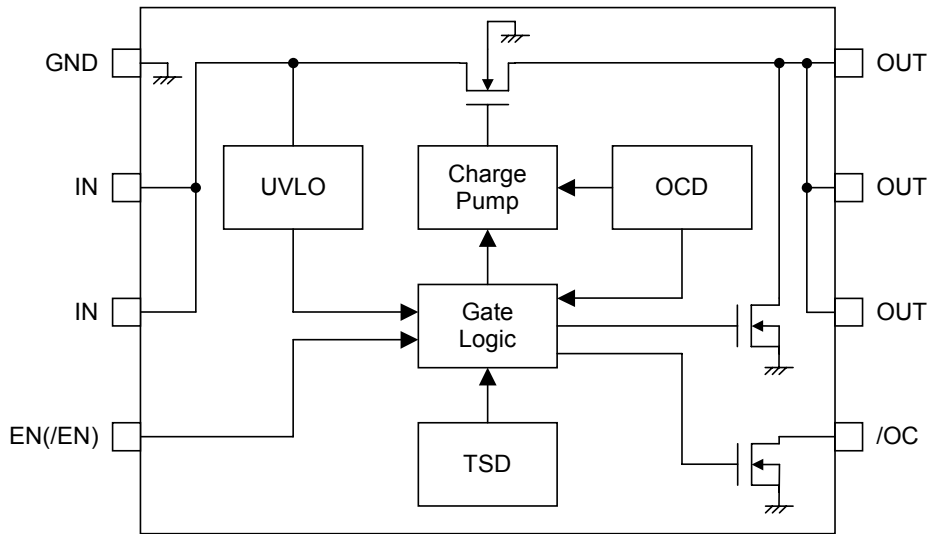 GND
OUT
IN
UVLO
Charge
Pump
OCD
OUT
IN
Gate
Logic
OUT
EN(/EN)
TSD
/OC